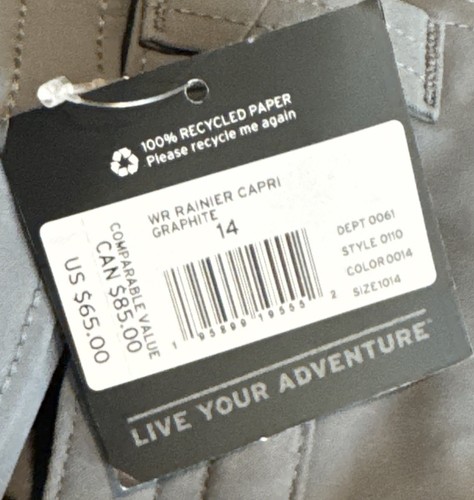 100% RECYCLED PAPER
Please recycle me again
WR RAINIER CAPRI
GRAPHITE
14
DEPT 0061
STYLE 0110
COLOR 0014
SIZE 1014
COMPARABLE VALUE
CAN $85.00
US $65.00
LIVE YOUR ADVENTURE™